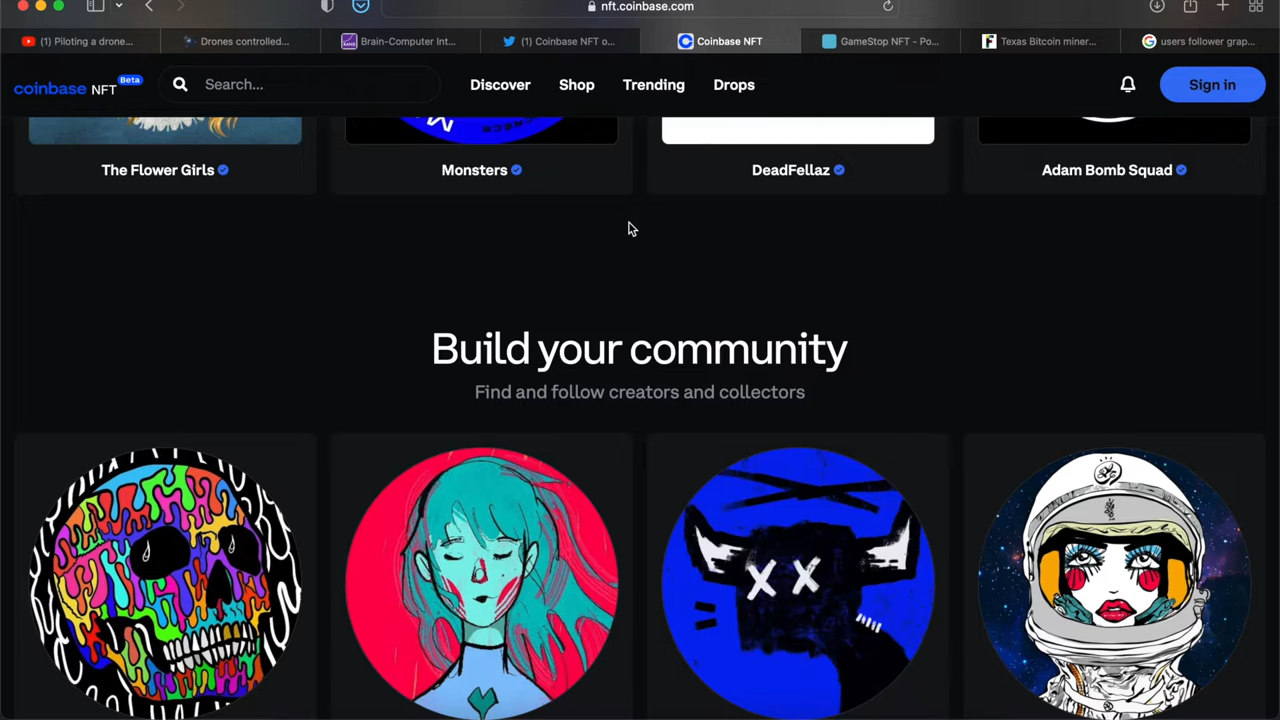 nft.coinbase.com
(1) Piloting a drone...
Drones controlled...
Brain-Computer Int...
(1) Coinbase NFT o...
Coinbase NFT
GameStop NFT - Po...
Texas Bitcoin miner...
users follower grap...
coinbase NFT Beta
Search...
Discover
Shop
Trending
Drops
Sign in
The Flower Girls
Monsters
DeadFellaz
Adam Bomb Squad
Build your community
Find and follow creators and collectors